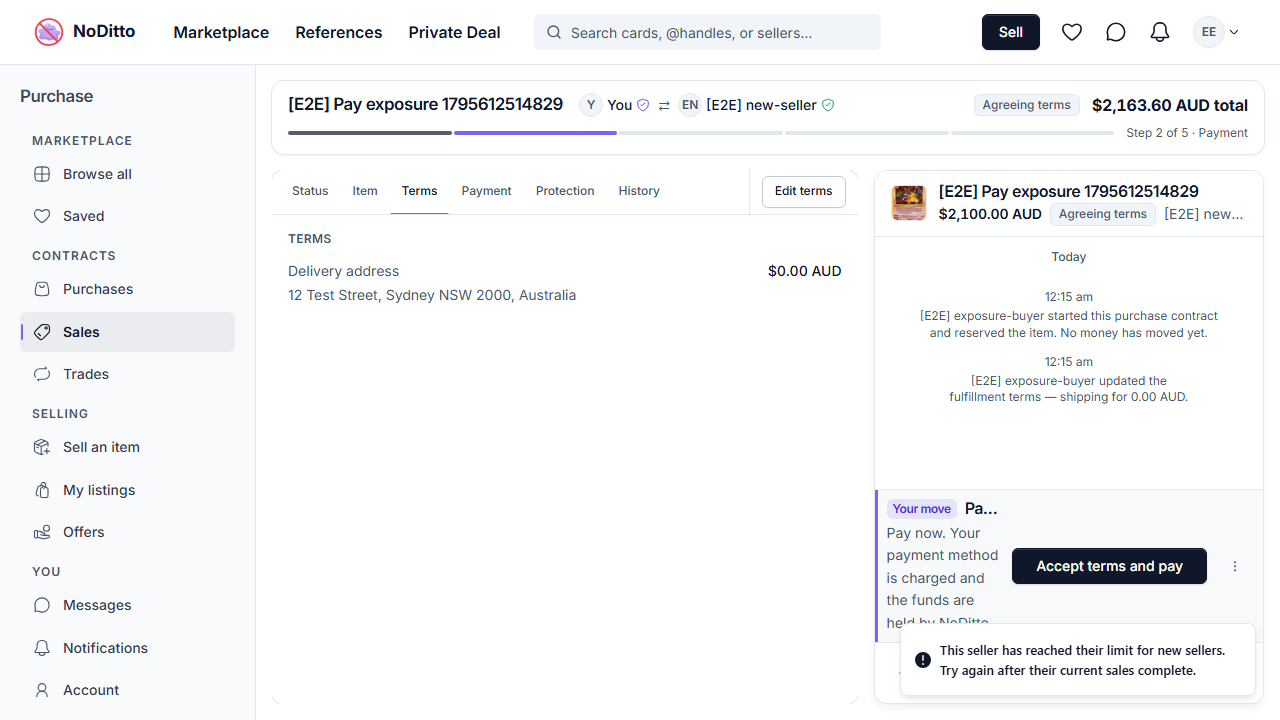 NoDitto
Marketplace
References
Private Deal
Search cards, @handles, or sellers...
Sell
EE
Purchase
MARKETPLACE
Browse all
Saved
CONTRACTS
Purchases
Sales
Trades
SELLING
Sell an item
My listings
Offers
YOU
Messages
Notifications
Account
[E2E] Pay exposure 1795612514829
Y You ⇄ EN [E2E] new-seller
Agreeing terms $2,163.60 AUD total
Step 2 of 5 · Payment
Status Item Terms Payment Protection History
Edit terms
TERMS
Delivery address $0.00 AUD
12 Test Street, Sydney NSW 2000, Australia
[E2E] Pay exposure 1795612514829
$2,100.00 AUD Agreeing terms [E2E] new...
Today
12:15 am
[E2E] exposure-buyer started this purchase contract
and reserved the item. No money has moved yet.
12:15 am
[E2E] exposure-buyer updated the
fulfillment terms — shipping for 0.00 AUD.
Your move Pa...
Pay now. Your
payment method
is charged and
the funds are
held by NoDitto
Accept terms and pay
This seller has reached their limit for new sellers.
Try again after their current sales complete.